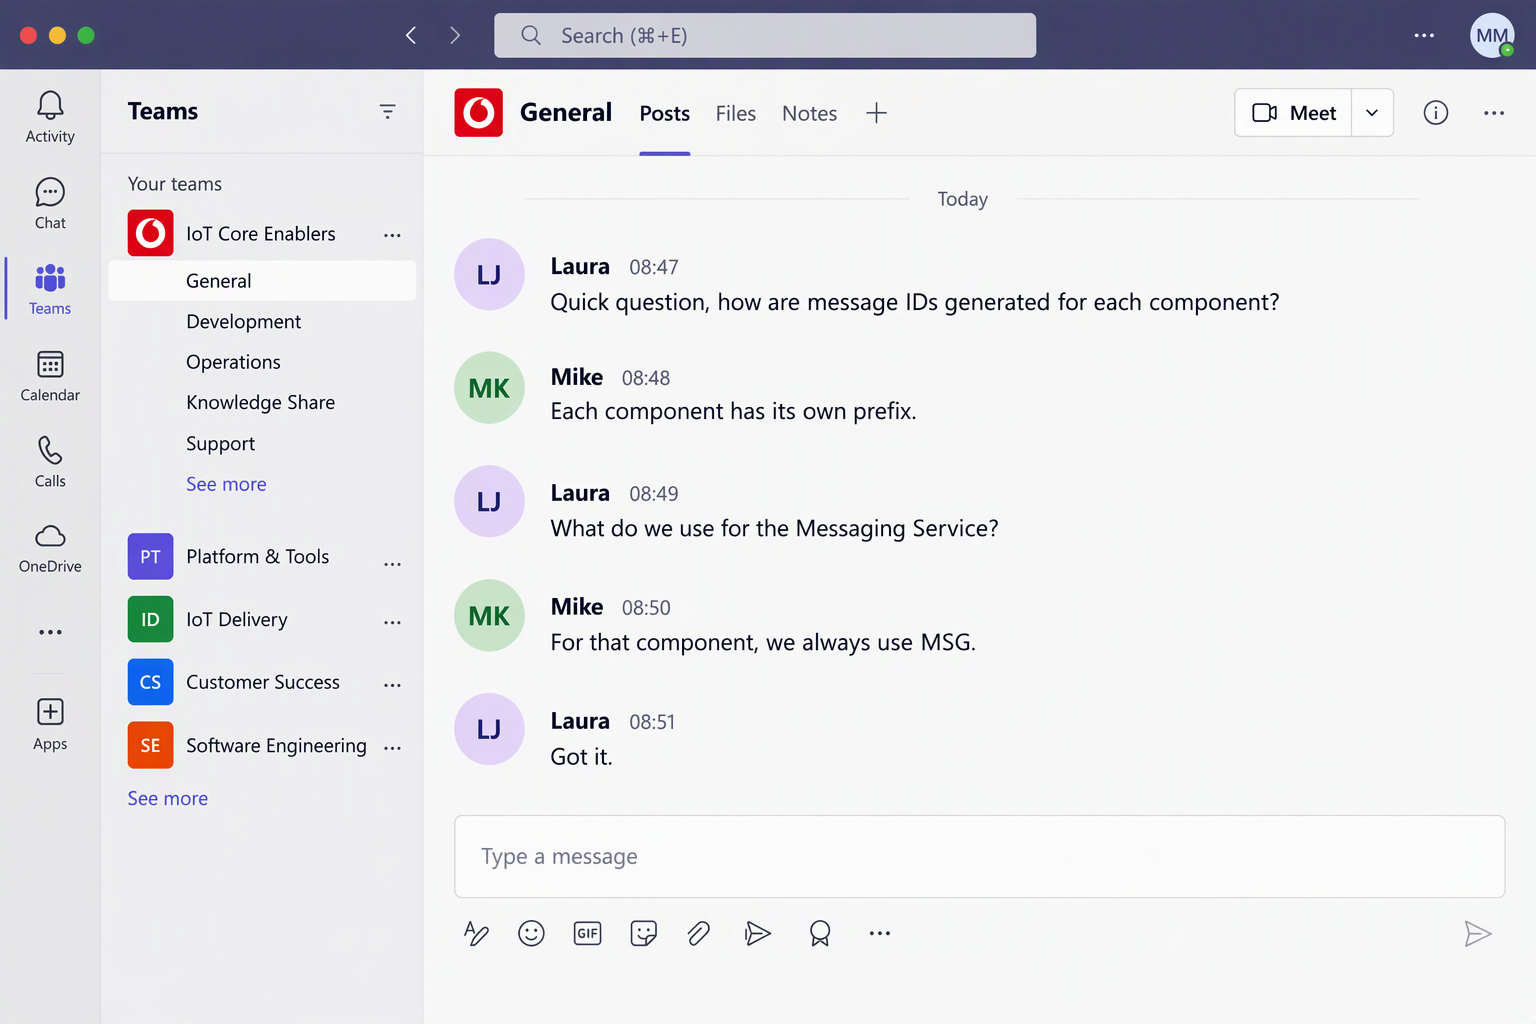 Search (⌘+E)
MM
Activity
Chat
Teams
Calendar
Calls
OneDrive
Apps
Teams
Your teams
IoT Core Enablers
General
Development
Operations
Knowledge Share
Support
See more
PT Platform & Tools
ID IoT Delivery
CS Customer Success
SE Software Engineering
See more
General Posts Files Notes
Meet
Today
LJ
Laura 08:47
Quick question, how are message IDs generated for each component?
MK
Mike 08:48
Each component has its own prefix.
LJ
Laura 08:49
What do we use for the Messaging Service?
MK
Mike 08:50
For that component, we always use MSG.
LJ
Laura 08:51
Got it.
Type a message
GIF